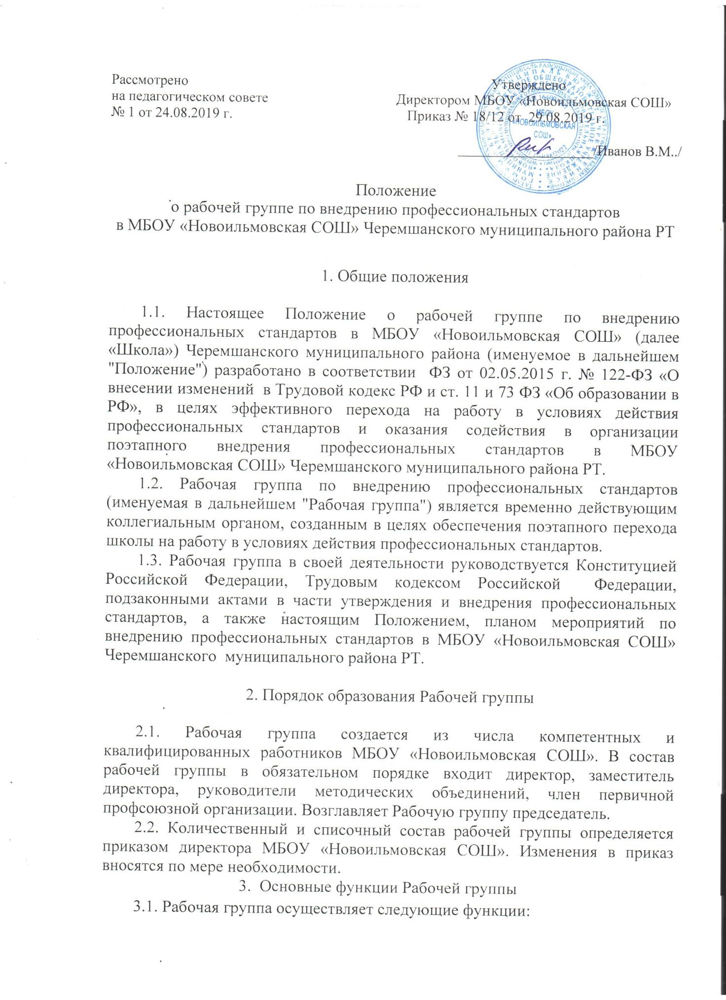 Рассмотрено
на педагогическом совете
№ 1 от 24.08.2019 г.
Утверждено
Директором МБОУ «Новоильмовская СОШ»
Приказ № 18/12 от 29.08.2019 г.
МБОУ
«НОВОИЛЬМОВСКАЯ
СОШ»
/Иванов В.М../
Положение
о рабочей группе по внедрению профессиональных стандартов
в МБОУ «Новоильмовская СОШ» Черемшанского муниципального района РТ
1. Общие положения
1.1. Настоящее Положение о рабочей группе по внедрению
профессиональных стандартов в МБОУ «Новоильмовская СОШ» (далее
«Школа») Черемшанского муниципального района (именуемое в дальнейшем
"Положение") разработано в соответствии ФЗ от 02.05.2015 г. № 122-ФЗ «О
внесении изменений в Трудовой кодекс РФ и ст. 11 и 73 ФЗ «Об образовании в
РФ», в целях эффективного перехода на работу в условиях действия
профессиональных стандартов и оказания содействия в организации
поэтапного внедрения профессиональных стандартов в МБОУ
«Новоильмовская СОШ» Черемшанского муниципального района РТ.
1.2. Рабочая группа по внедрению профессиональных стандартов
(именуемая в дальнейшем "Рабочая группа") является временно действующим
коллегиальным органом, созданным в целях обеспечения поэтапного перехода
школы на работу в условиях действия профессиональных стандартов.
1.3. Рабочая группа в своей деятельности руководствуется Конституцией
Российской Федерации, Трудовым кодексом Российской Федерации,
подзаконными актами в части утверждения и внедрения профессиональных
стандартов, а также настоящим Положением, планом мероприятий по
внедрению профессиональных стандартов в МБОУ «Новоильмовская СОШ»
Черемшанского муниципального района РТ.
2. Порядок образования Рабочей группы
2.1. Рабочая группа создается из числа компетентных и
квалифицированных работников МБОУ «Новоильмовская СОШ». В состав
рабочей группы в обязательном порядке входит директор, заместитель
директора, руководители методических объединений, член первичной
профсоюзной организации. Возглавляет Рабочую группу председатель.
2.2. Количественный и списочный состав рабочей группы определяется
приказом директора МБОУ «Новоильмовская СОШ». Изменения в приказ
вносятся по мере необходимости.
3. Основные функции Рабочей группы
3.1. Рабочая группа осуществляет следующие функции: